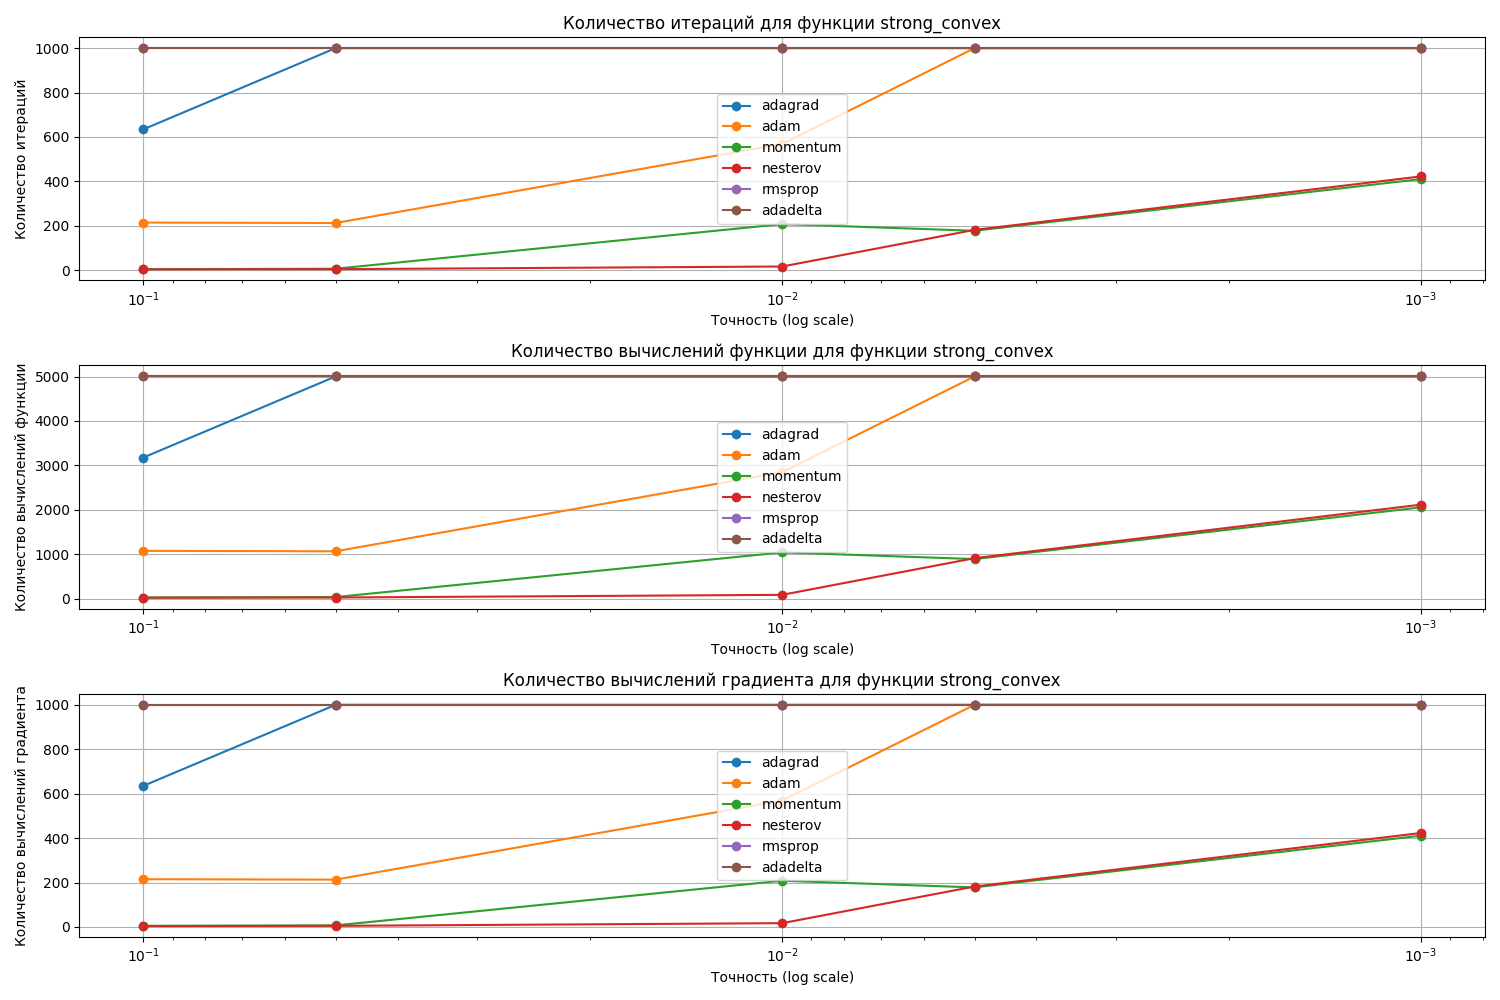 Количество итераций для функции strong_convex
1000
800
600
400
200
0
Количество итераций
adagrad
adam
momentum
nesterov
rmsprop
adadelta
10⁻¹
10⁻²
10⁻³
Точность (log scale)
Количество вычислений функции для функции strong_convex
5000
4000
3000
2000
1000
0
Количество вычислений функции
adagrad
adam
momentum
nesterov
rmsprop
adadelta
10⁻¹
10⁻²
10⁻³
Точность (log scale)
Количество вычислений градиента для функции strong_convex
1000
800
600
400
200
0
Количество вычислений градиента
adagrad
adam
momentum
nesterov
rmsprop
adadelta
10⁻¹
10⁻²
10⁻³
Точность (log scale)